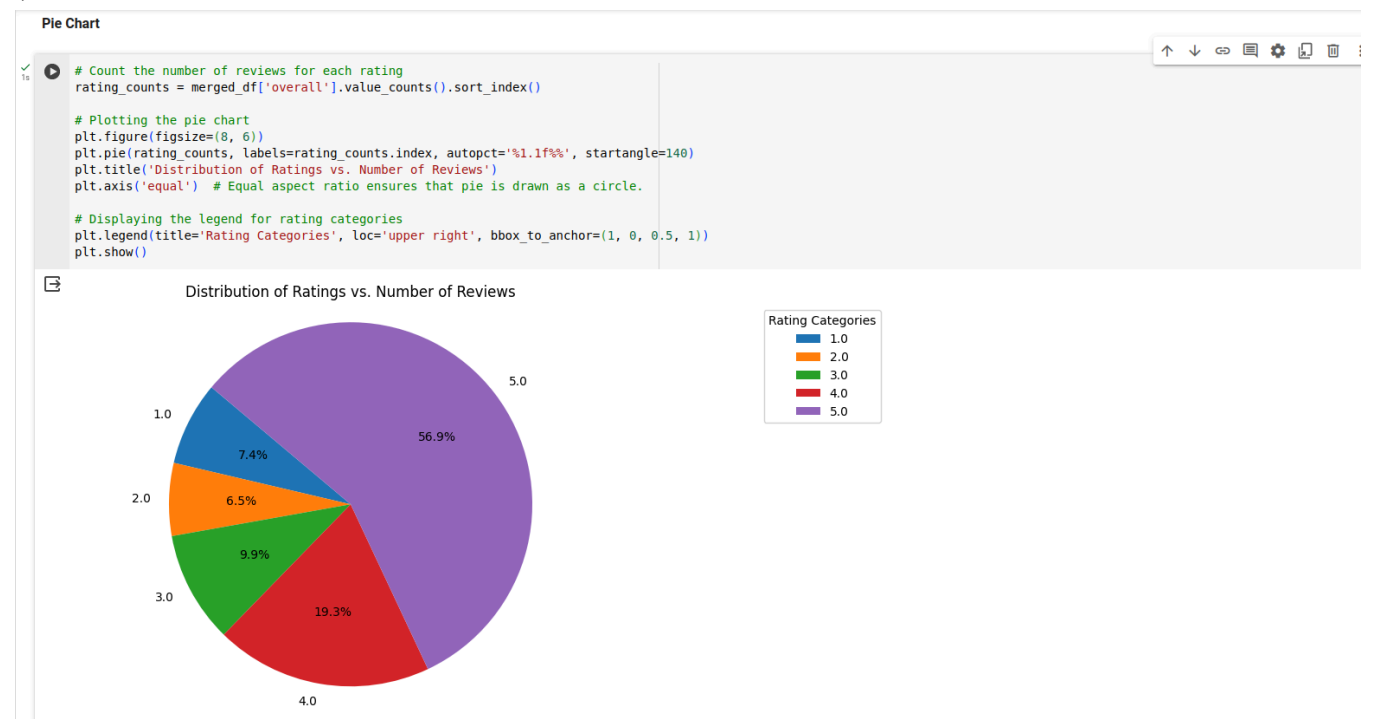 Pie Chart
1s
# Count the number of reviews for each rating
rating_counts = merged_df['overall'].value_counts().sort_index()
# Plotting the pie chart
plt.figure(figsize=(8, 6))
plt.pie(rating_counts, labels=rating_counts.index, autopct='%1.1f%%', startangle=140)
plt.title('Distribution of Ratings vs. Number of Reviews')
plt.axis('equal')  # Equal aspect ratio ensures that pie is drawn as a circle.
# Displaying the legend for rating categories
plt.legend(title='Rating Categories', loc='upper right', bbox_to_anchor=(1, 0, 0.5, 1))
plt.show()
Distribution of Ratings vs. Number of Reviews
Rating Categories
1.0
2.0
3.0
4.0
5.0
5.0
56.9%
1.0
7.4%
2.0
6.5%
3.0
9.9%
19.3%
4.0